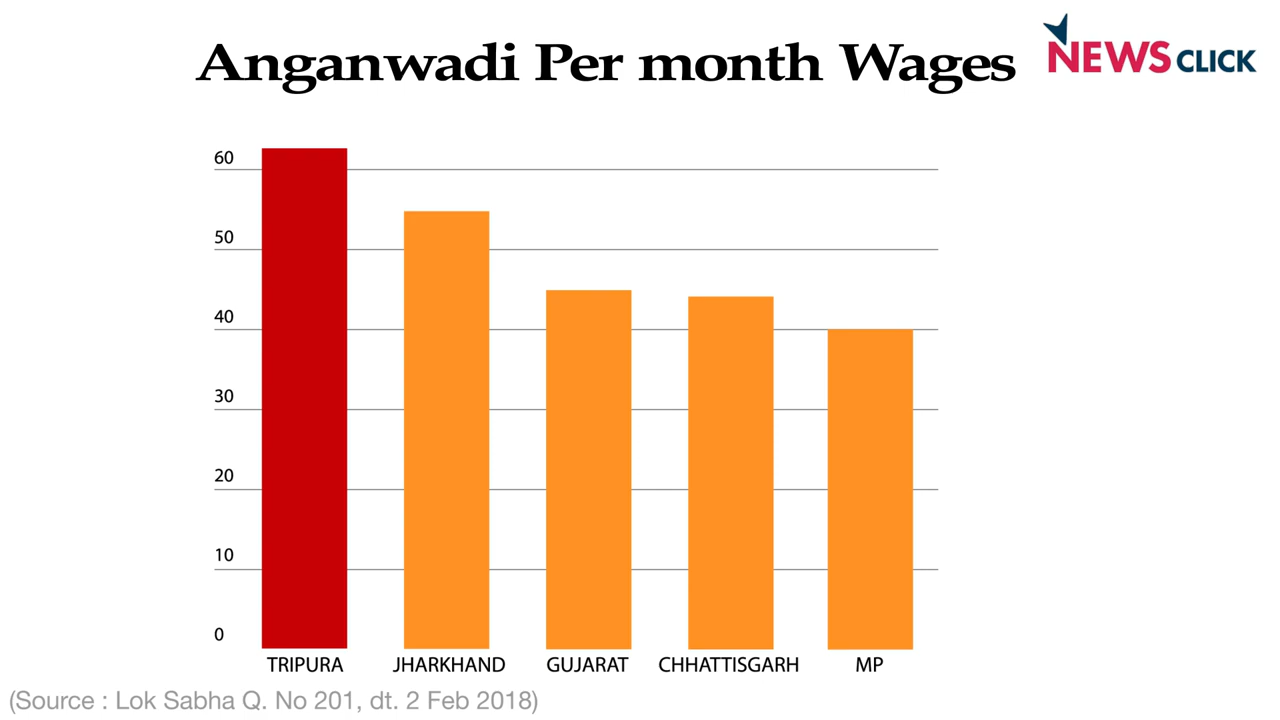 Anganwadi Per month Wages
NEWSCLICK
60
50
40
30
20
10
0
TRIPURA JHARKHAND GUJARAT CHHATTISGARH MP
(Source : Lok Sabha Q. No 201, dt. 2 Feb 2018)